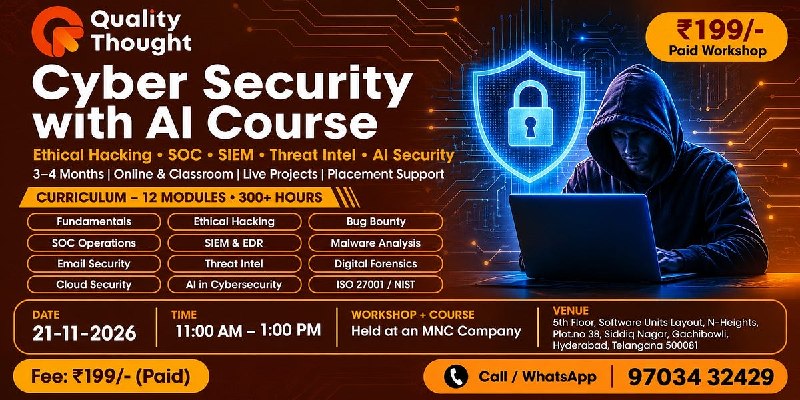 Quality
Thought
₹199/-
Paid Workshop
Cyber Security
with AI Course
Ethical Hacking • SOC • SIEM • Threat Intel • AI Security
3–4 Months | Online & Classroom | Live Projects | Placement Support
CURRICULUM – 12 MODULES • 300+ HOURS
Fundamentals
Ethical Hacking
Bug Bounty
SOC Operations
SIEM & EDR
Malware Analysis
Email Security
Threat Intel
Digital Forensics
Cloud Security
AI in Cybersecurity
ISO 27001 / NIST
DATE
21-11-2026
TIME
11:00 AM – 1:00 PM
WORKSHOP + COURSE
Held at an MNC Company
VENUE
5th Floor, Software Units Layout, N-Heights,
Plot.no 38, Siddiq Nagar, Gachibowli,
Hyderabad, Telangana 500081
Fee: ₹199/- (Paid)
Call / WhatsApp
97034 32429